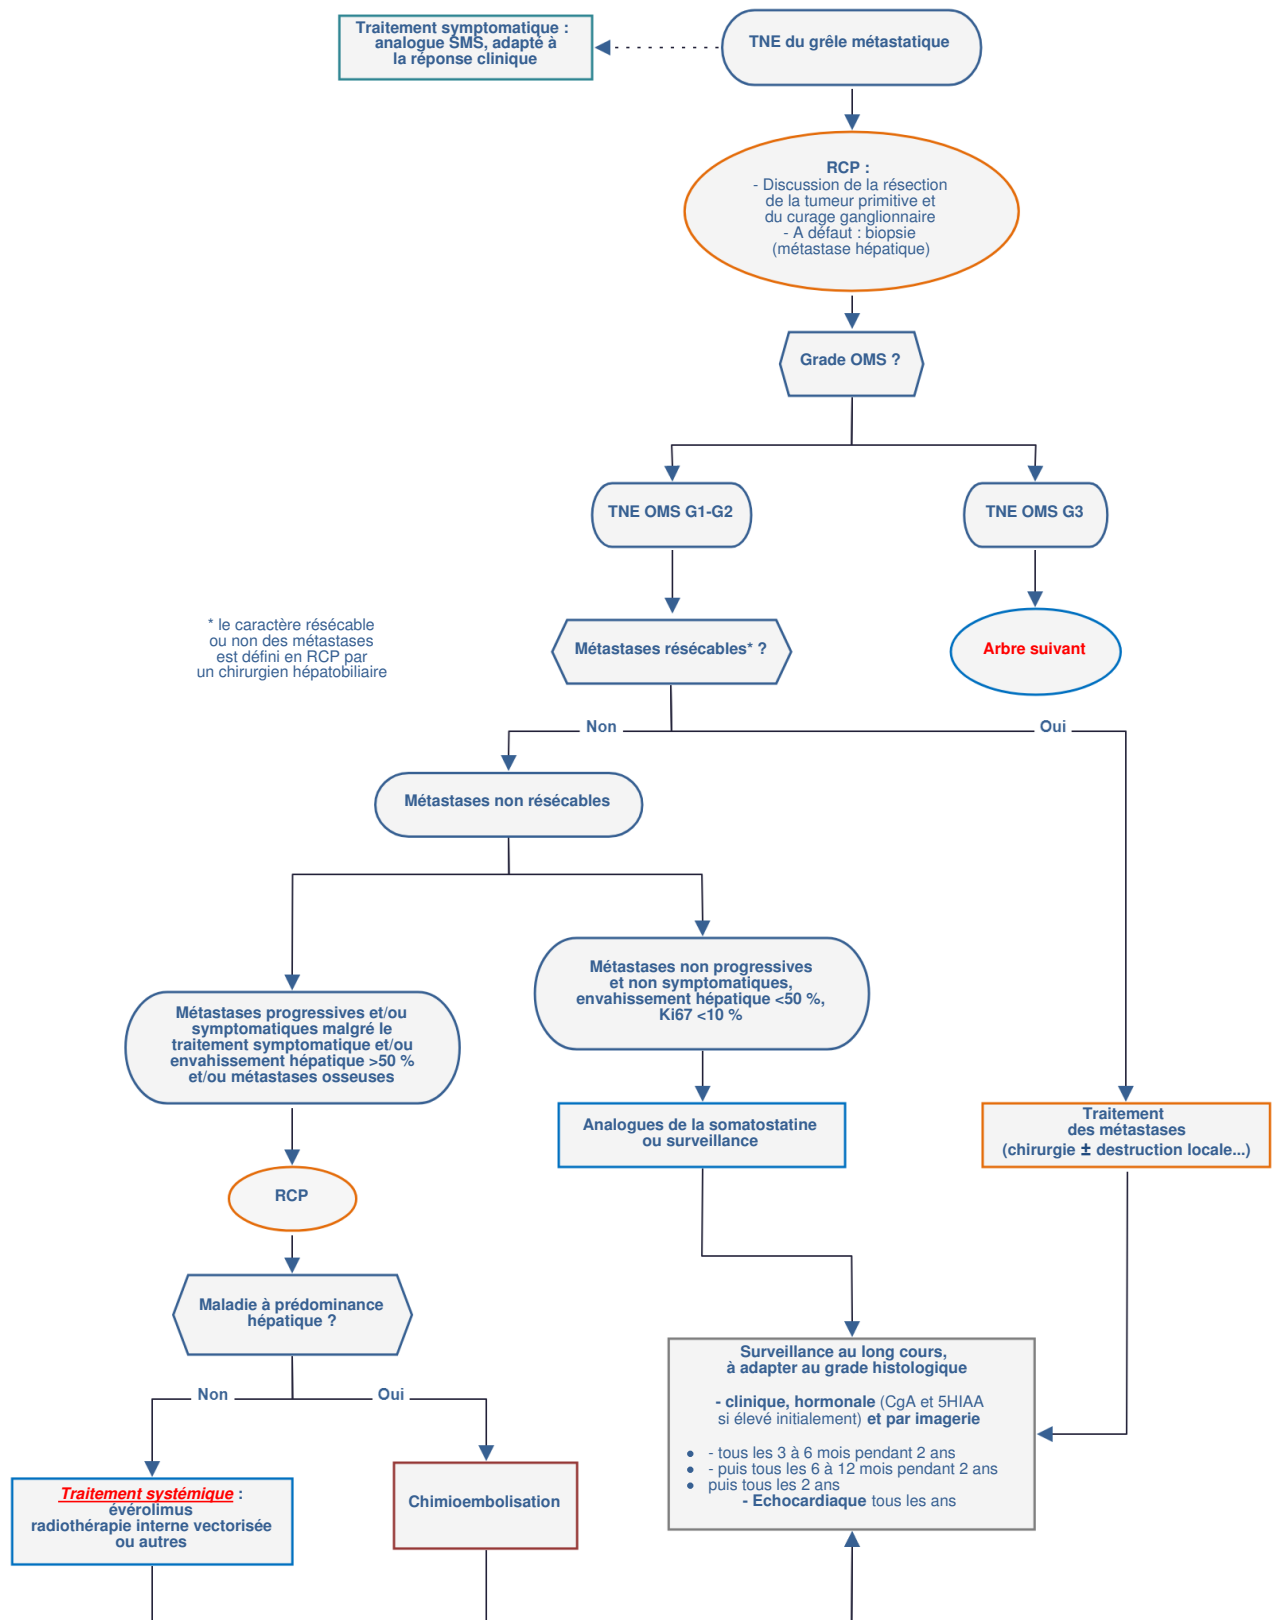 Traitement symptomatique :
analogue SMS, adapté à
la réponse clinique
TNE du grêle métastatique
RCP :
- Discussion de la résection
de la tumeur primitive et
du curage ganglionnaire
- A défaut : biopsie
(métastase hépatique)
Grade OMS ?
TNE OMS G1-G2
TNE OMS G3
* le caractère résécable
ou non des métastases
est défini en RCP par
un chirurgien hépatobiliaire
Métastases résécables* ?
Arbre suivant
Non
Oui
Métastases non résécables
Métastases non progressives
et non symptomatiques,
envahissement hépatique <50 %,
Ki67 <10 %
Métastases progressives et/ou
symptomatiques malgré le
traitement symptomatique et/ou
envahissement hépatique >50 %
et/ou métastases osseuses
Analogues de la somatostatine
ou surveillance
Traitement
des métastases
(chirurgie ± destruction locale...)
RCP
Maladie à prédominance
hépatique ?
Surveillance au long cours,
à adapter au grade histologique
- clinique, hormonale (CgA et 5HIAA
si élevé initialement) et par imagerie
● - tous les 3 à 6 mois pendant 2 ans
● - puis tous les 6 à 12 mois pendant 2 ans
● puis tous les 2 ans
- Echocardiaque tous les ans
Non
Oui
Traitement systémique :
évérolimus
radiothérapie interne vectorisée
ou autres
Chimioembolisation